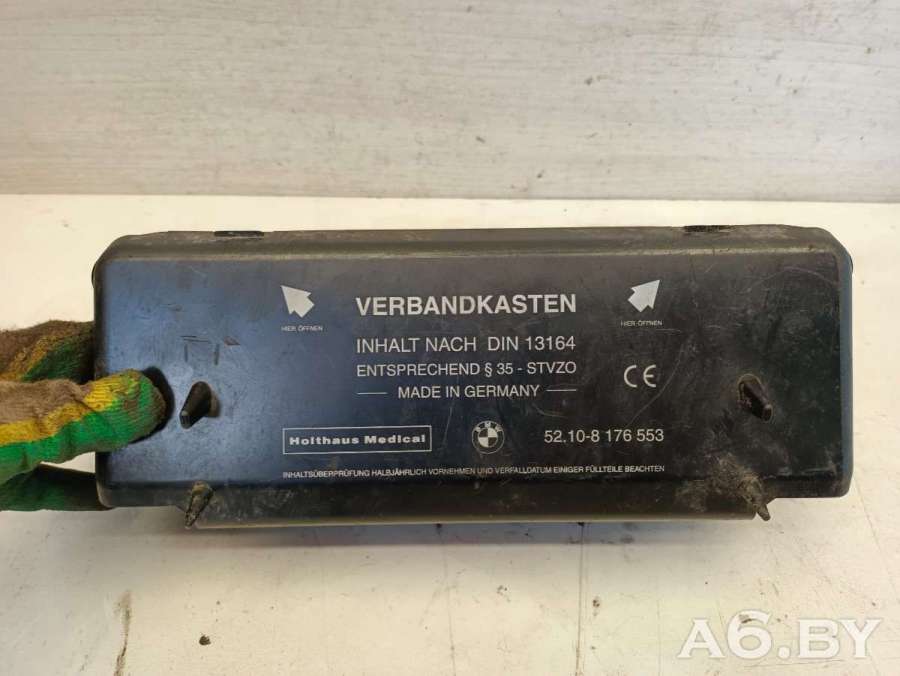 VERBANDKASTEN
HIER ÖFFNEN
HIER ÖFFNEN
INHALT NACH DIN 13164
ENTSPRECHEND § 35 - STVZO
MADE IN GERMANY
CE
Holthaus Medical
BMW
52.10-8 176 553
INHALTSÜBERPRÜFUNG HALBJÄHRLICH VORNEHMEN UND VERFALLDATUM EINIGER FÜLLTEILE BEACHTEN
A6.BY